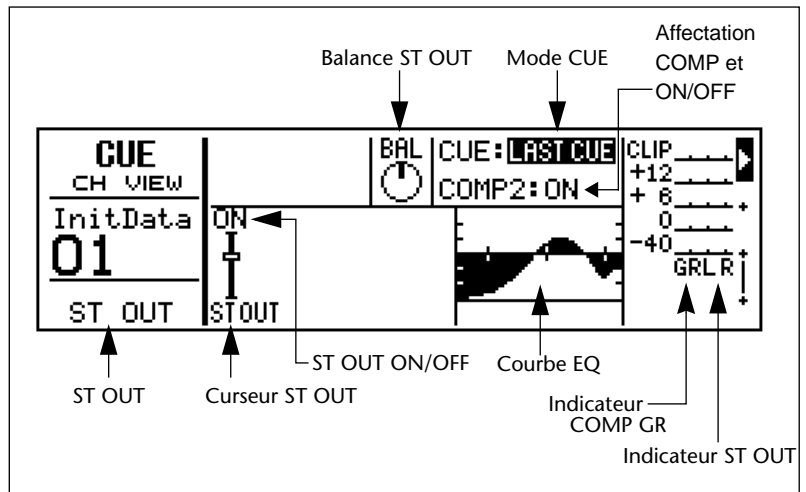 Affectation
COMP et
ON/OFF
Balance ST OUT
Mode CUE
CUE
CH VIEW
InitData
01
ST OUT
ON
ST OUT
BAL
CUE: LAST CUE
COMP2: ON
CLIP
+12
+ 6
0
-40
GR L R
ST OUT
Curseur ST OUT
ST OUT ON/OFF
Courbe EQ
Indicateur
COMP GR
Indicateur ST OUT